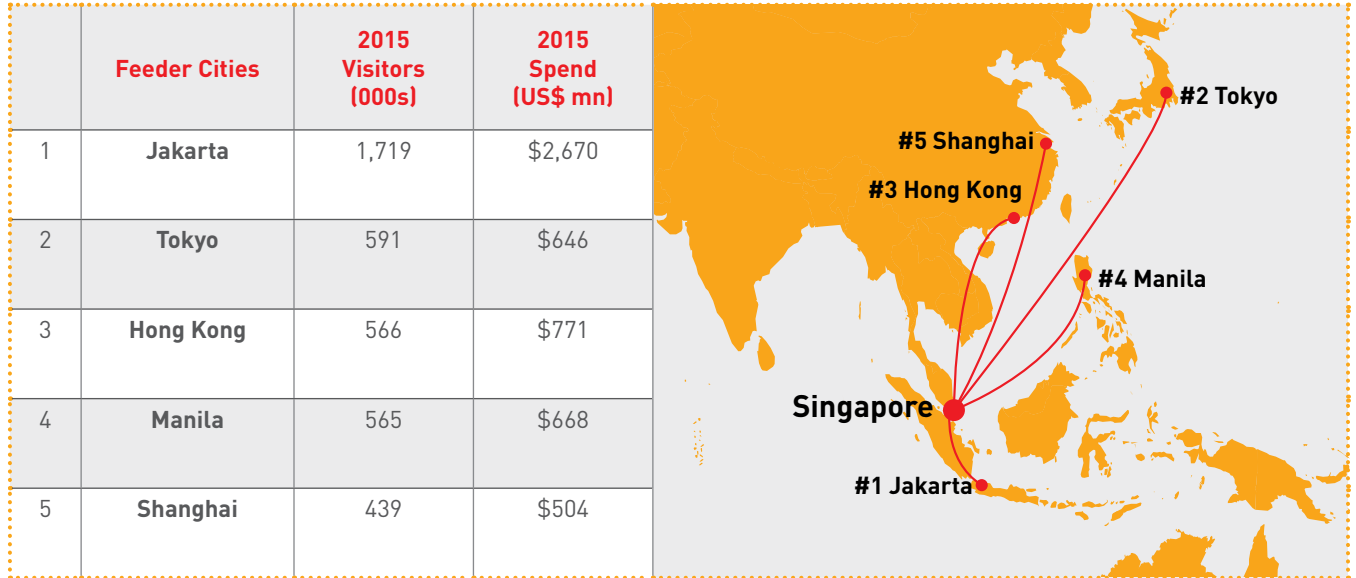 Feeder Cities
2015
Visitors
(000s)
2015
Spend
(US$ mn)
1 Jakarta 1,719 $2,670
2 Tokyo 591 $646
3 Hong Kong 566 $771
4 Manila 565 $668
5 Shanghai 439 $504
#2 Tokyo
#5 Shanghai
#3 Hong Kong
#4 Manila
Singapore
#1 Jakarta